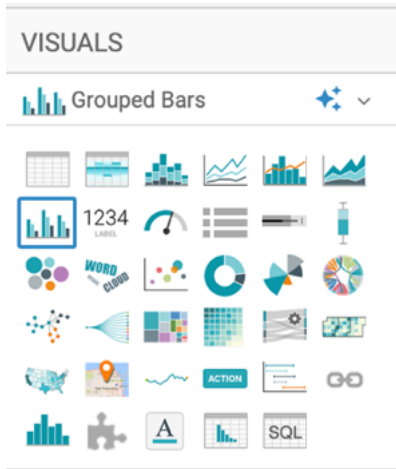 VISUALS
Grouped Bars
1234
LABEL
WORD
CLOUD
ACTION
A
SQL